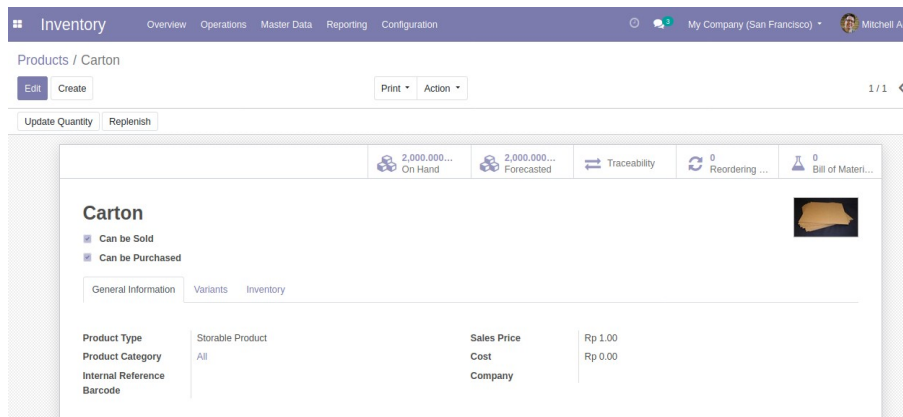 Inventory Overview Operations Master Data Reporting Configuration 3 My Company (San Francisco) Mitchell A
Products / Carton
Edit Create Print Action 1 / 1
Update Quantity Replenish
2,000.000... On Hand
2,000.000... Forecasted
Traceability
0 Reordering ...
0 Bill of Materi...
Carton
Can be Sold
Can be Purchased
General Information Variants Inventory
Product Type Storable Product Sales Price Rp 1.00
Product Category All Cost Rp 0.00
Internal Reference Company
Barcode